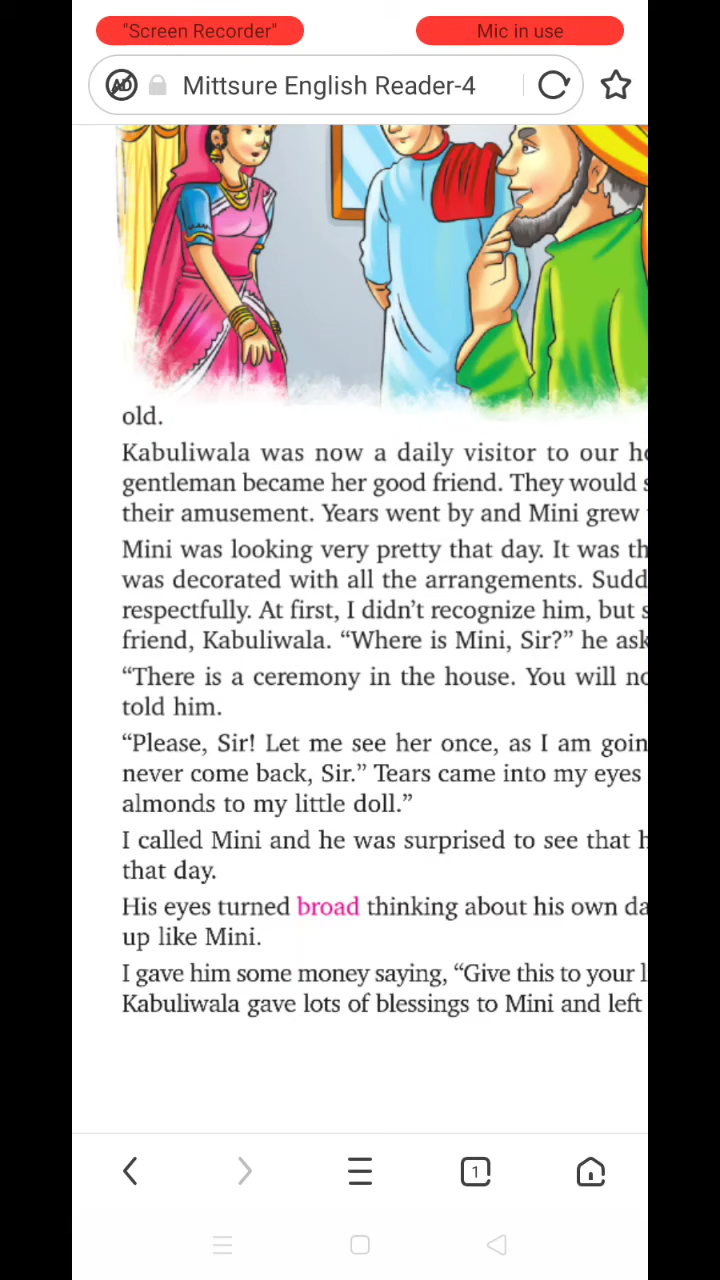 "Screen Recorder"
Mic in use
AD
Mittsure English Reader-4
old.
Kabuliwala was now a daily visitor to our
gentleman became her good friend. They would
their amusement. Years went by and Mini grew
Mini was looking very pretty that day. It was
was decorated with all the arrangements.
respectfully. At first, I didn't recognize him, but
friend, Kabuliwala. “Where is Mini, Sir?” he
“There is a ceremony in the house. You will
told him.
“Please, Sir! Let me see her once, as I am
never come back, Sir.” Tears came into my eyes
almonds to my little doll.”
I called Mini and he was surprised to see that
that day.
His eyes turned broad thinking about his own
up like Mini.
I gave him some money saying, “Give this to your
Kabuliwala gave lots of blessings to Mini and left
1